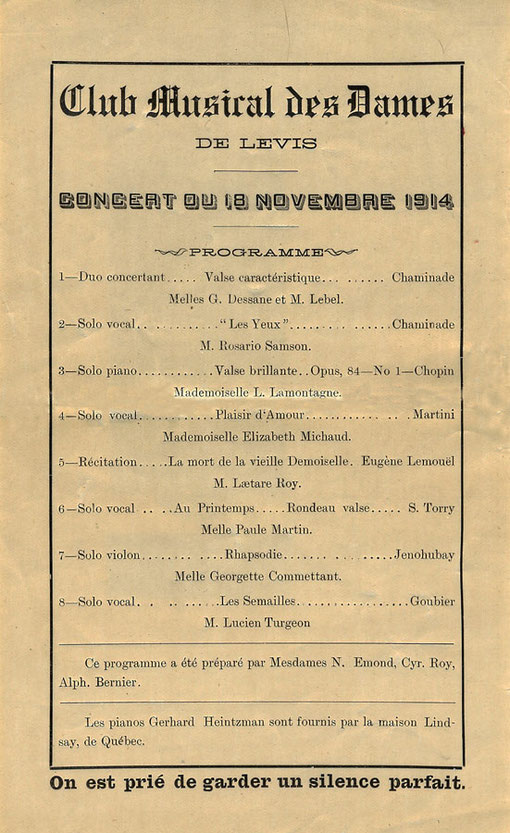 Club Musical des Dames
DE LEVIS
CONCERT DU 18 NOVEMBRE 1914
PROGRAMME
1—Duo concertant..... Valse caractéristique... ........ Chaminade
Melles G. Dessane et M. Lebel.
2—Solo vocal............“Les Yeux”.......... .............Chaminade
M. Rosario Samson.
3—Solo piano...........Valse brillante..Opus, 84—No 1—Chopin
Mademoiselle L. Lamontagne.
4—Solo vocal...........Plaisir d'Amour............ .. .....Martini
Mademoiselle Elizabeth Michaud.
5—Récitation.....La mort de la vieille Demoiselle. Eugène Lemouël
M. Lætare Roy.
6—Solo vocal .. ..Au Printemps.....Rondeau valse..... S. Torry
Melle Paule Martin.
7—Solo violon........ ....Rhapsodie....... .. ......Jenohubay
Melle Georgette Commettant.
8—Solo vocal. . .. .. .....Les Semailles.................Goubier
M. Lucien Turgeon
Ce programme a été préparé par Mesdames N. Emond, Cyr. Roy,
Alph. Bernier.
Les pianos Gerhard Heintzman sont fournis par la maison Lind-
say, de Québec.
On est prié de garder un silence parfait.